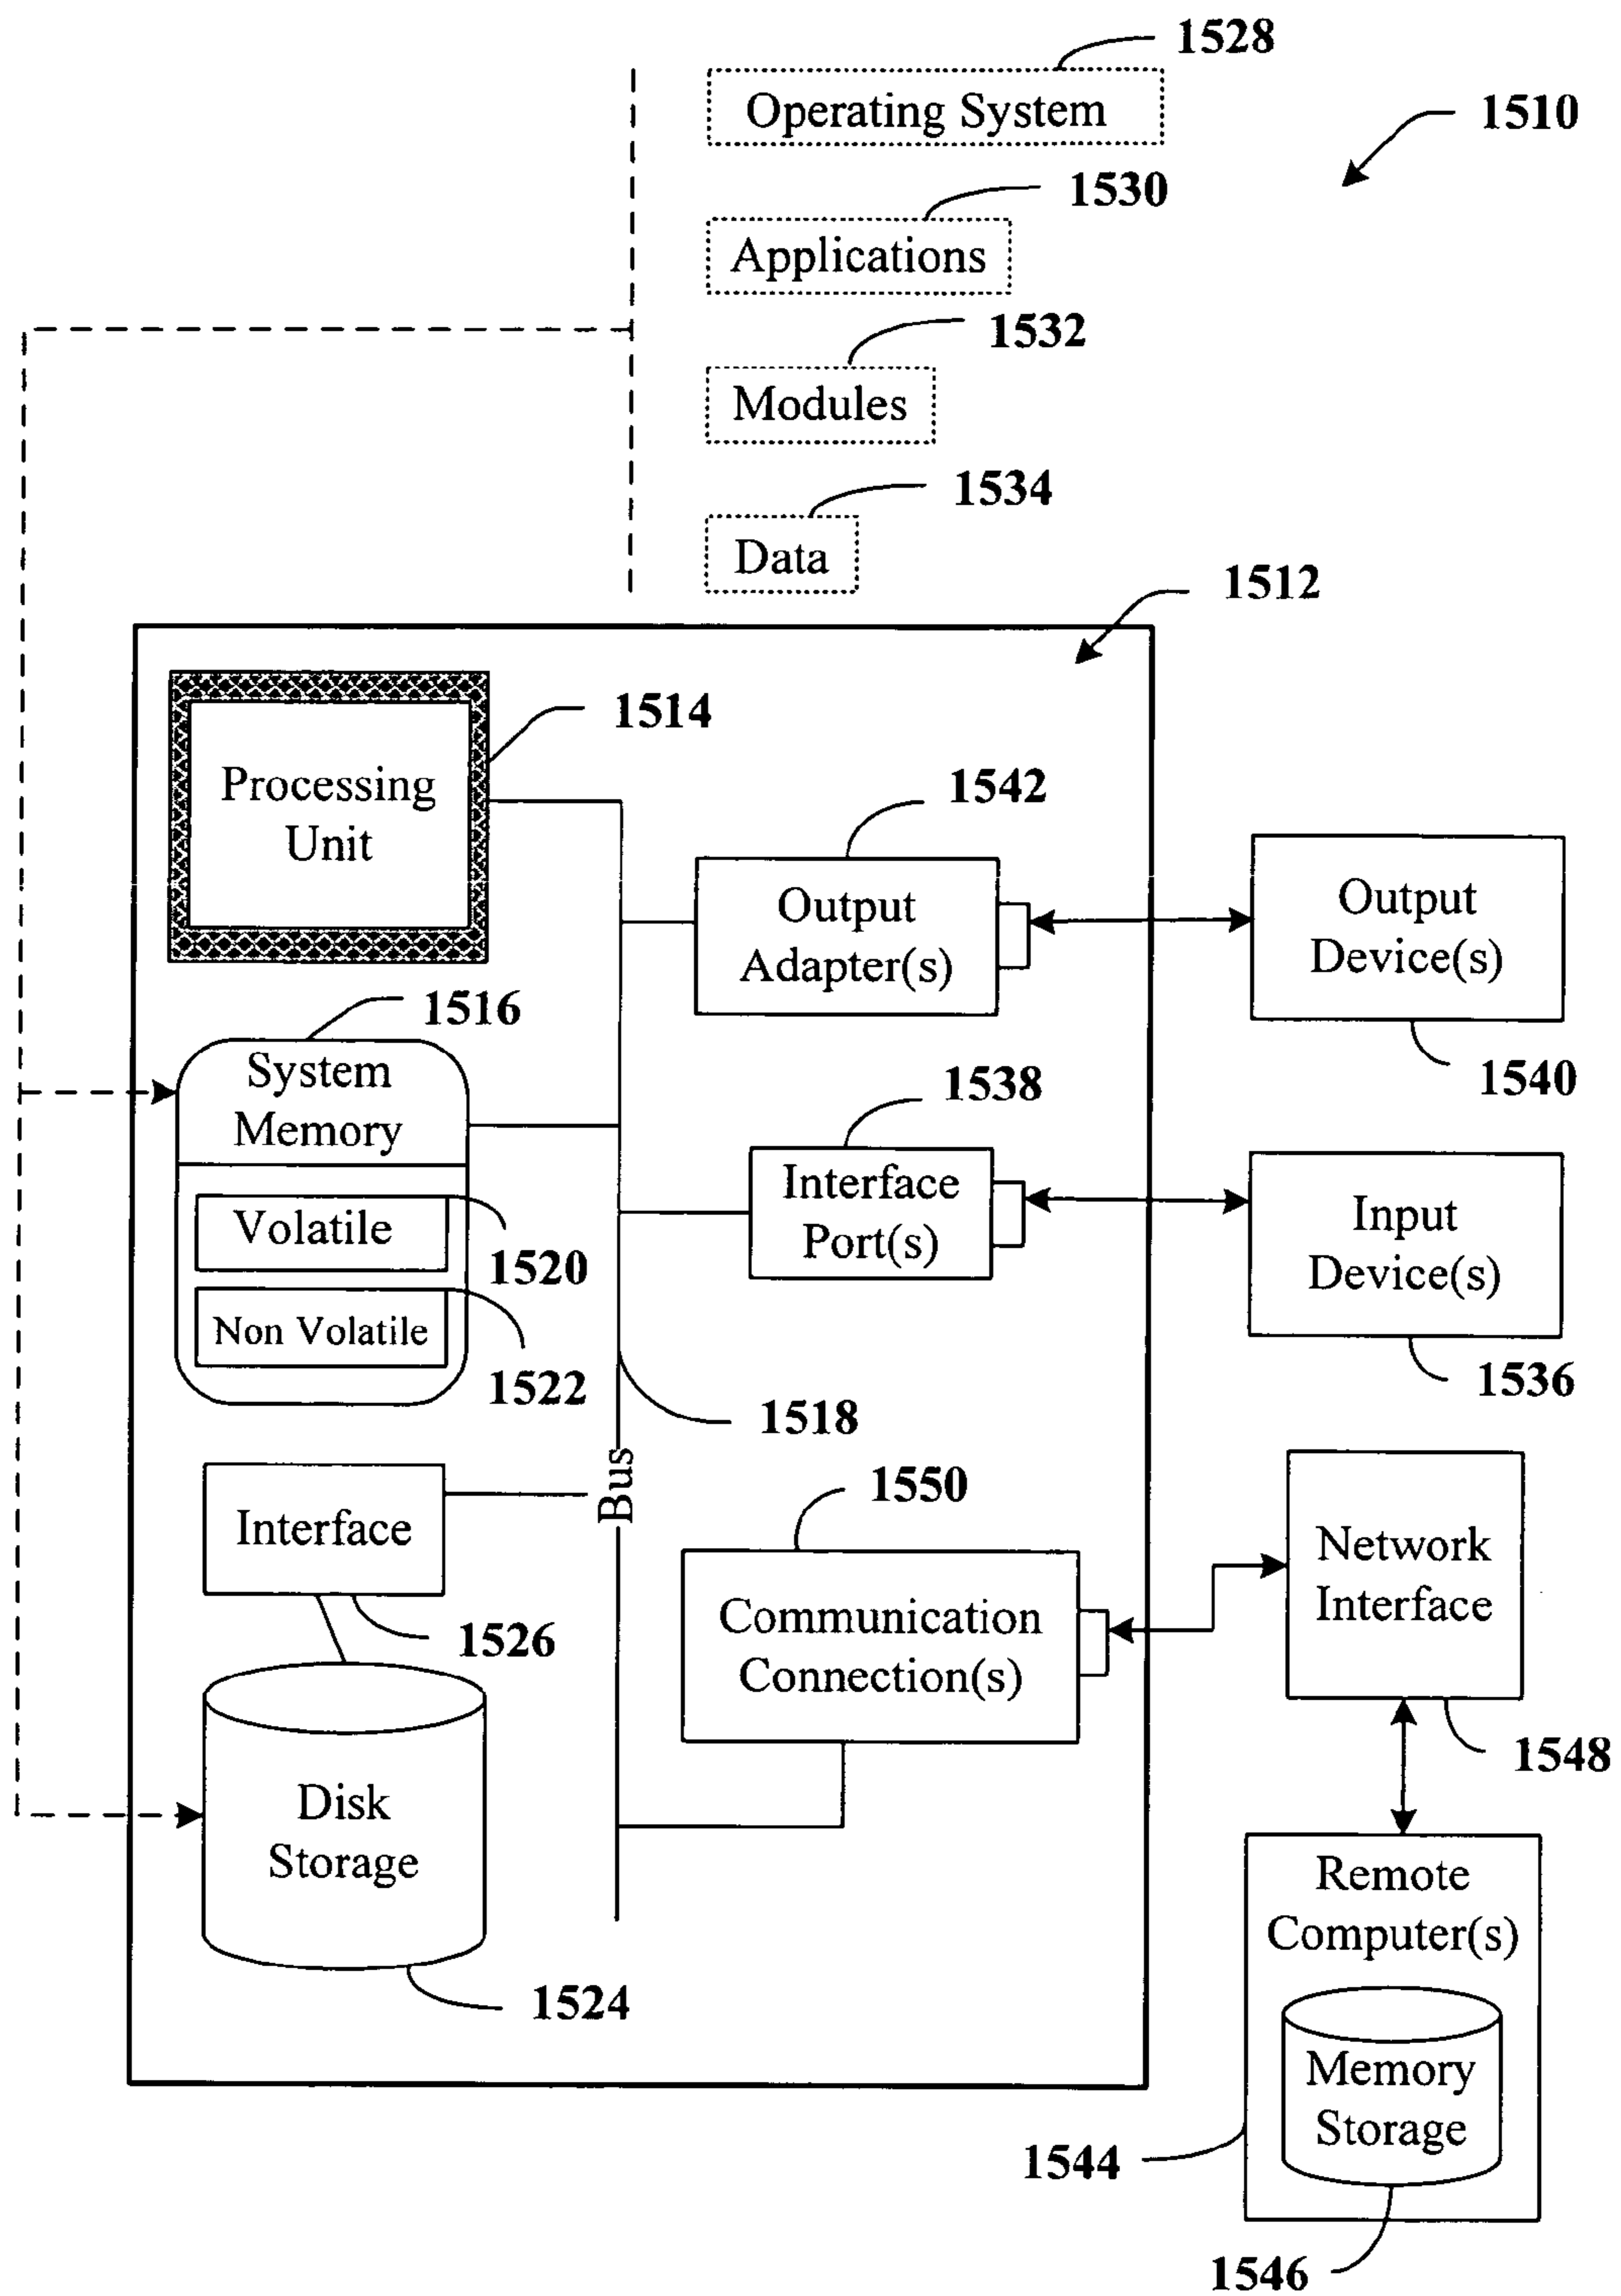 1528
Operating System
1510
1530
Applications
1532
Modules
1534
Data
1512
1514
Processing
Unit
1542
Output
Adapter(s)
Output
Device(s)
1540
1516
System
Memory
1538
Interface
Port(s)
Input
Device(s)
1536
Volatile
1520
Non Volatile
1522
1518
Bus
Interface
1526
1550
Communication
Connection(s)
Network
Interface
1548
Disk
Storage
1524
Remote
Computer(s)
Memory
Storage
1544
1546